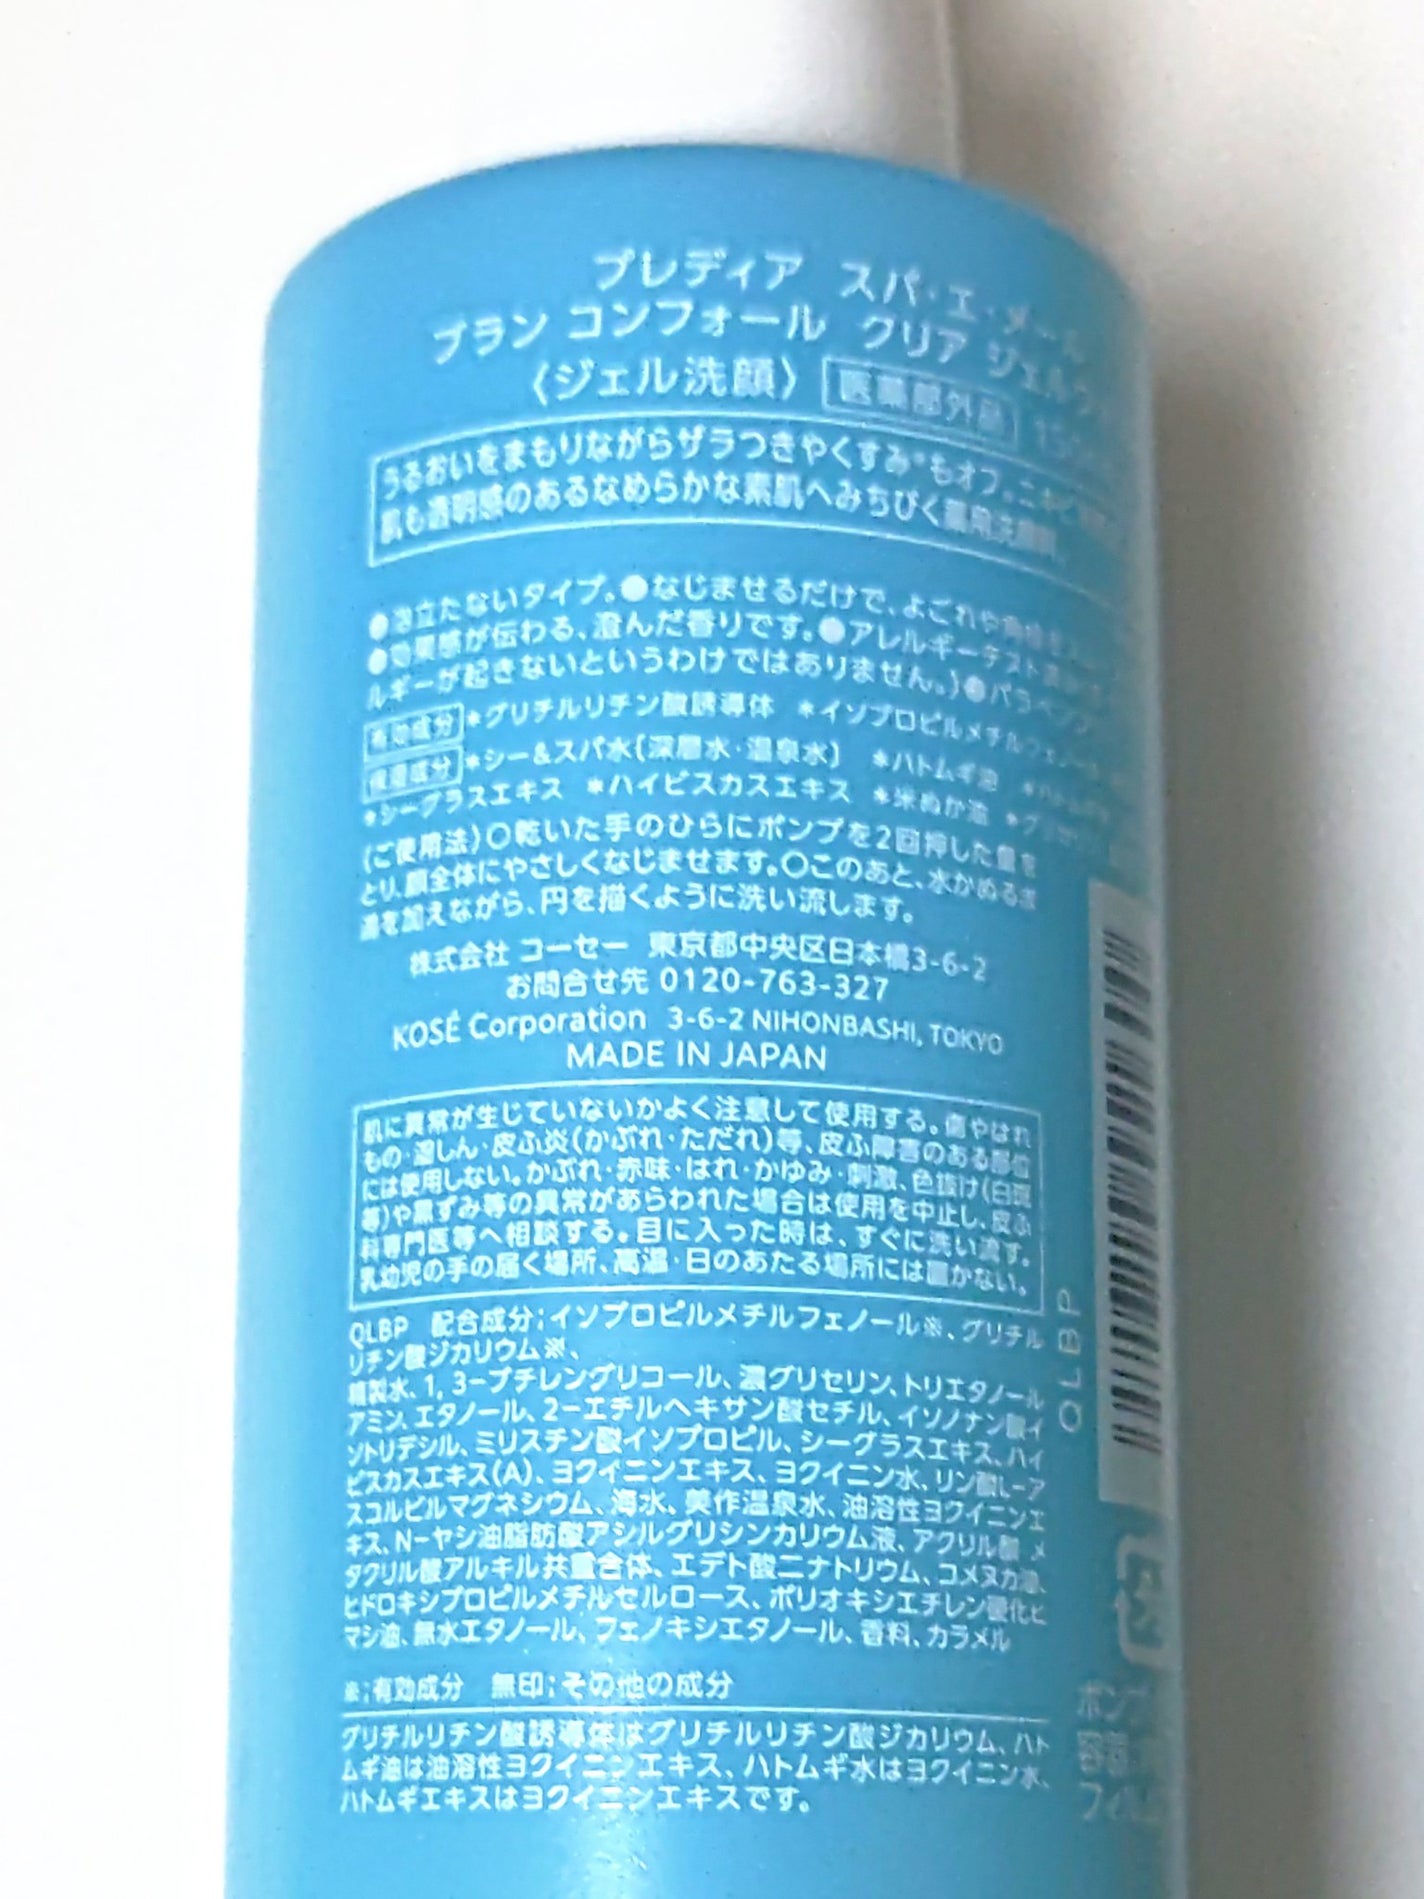 プレディア スパ・エ・メール
ブラン コンフォール クリア ジェル
〈ジェル洗顔〉 医薬部外品
うるおいをまもりながらザラつきやくすみ*もオフ。ニキビ
肌も透明感のあるなめらかな素肌へみちびく薬用洗顔料。
●泡立たないタイプ。●なじませるだけで、よごれや角栓
●効果感が伝わる、澄んだ香りです。●アレルギーテスト済み
ルギーが起きないというわけではありません。)●パラベン
有効成分 *グリチルリチン酸誘導体 *イソプロピルメチルフェノール
保湿成分 *シー&スパ水〔深層水・温泉水〕 *ハトムギ油
*シーグラスエキス *ハイビスカスエキス *米ぬか油
〈ご使用法〉○乾いた手のひらにポンプを2回押した量を
とり、顔全体にやさしくなじませます。○このあと、水かぬるま
湯を加えながら、円を描くように洗い流します。
株式会社 コーセー 東京都中央区日本橋3-6-2
お問合せ先 0120-763-327
KOSÉ Corporation 3-6-2 NIHONBASHI, TOKYO
MADE IN JAPAN
肌に異常が生じていないかよく注意して使用する。傷やはれ
もの・湿しん・皮ふ炎(かぶれ・ただれ)等、皮ふ障害のある部位
には使用しない。かぶれ・赤味・はれ・かゆみ・刺激、色抜け(白斑
等)や黒ずみ等の異常があらわれた場合は使用を中止し、皮ふ
科専門医等へ相談する。目に入った時は、すぐに洗い流す。
乳幼児の手の届く場所、高温・日のあたる場所には置かない。
QLBP 配合成分:イソプロピルメチルフェノール※、グリチル
リチン酸ジカリウム※、
精製水、1,3-ブチレングリコール、濃グリセリン、トリエタノール
アミン、エタノール、2-エチルヘキサン酸セチル、イソノナン酸イ
ソトリデシル、ミリスチン酸イソプロピル、シーグラスエキス、ハイ
ビスカスエキス(A)、ヨクイニンエキス、ヨクイニン水、リン酸L-ア
スコルビルマグネシウム、海水、美作温泉水、油溶性ヨクイニンエ
キス、N-ヤシ油脂肪酸アシルグリシンカリウム液、アクリル酸 メ
タクリル酸アルキル共重合体、エデト酸二ナトリウム、コメヌカ油、
ヒドロキシプロピルメチルセルロース、ポリオキシエチレン硬化ヒ
マシ油、無水エタノール、フェノキシエタノール、香料、カラメル
※:有効成分 無印:その他の成分
グリチルリチン酸誘導体はグリチルリチン酸ジカリウム、ハト
ムギ油は油溶性ヨクイニンエキス、ハトムギ水はヨクイニン水、
ハトムギエキスはヨクイニンエキスです。
QLBP
ポンプ
容器